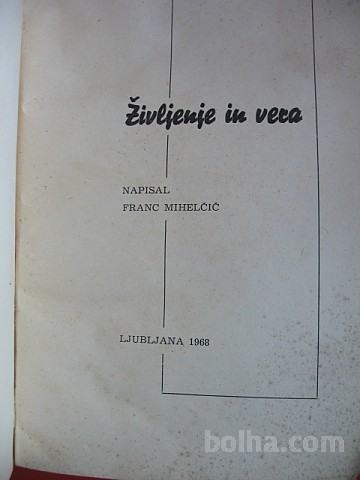 Življenje in vera
NAPISAL
FRANC MIHELČIČ
LJUBLJANA 1968
bolha.com